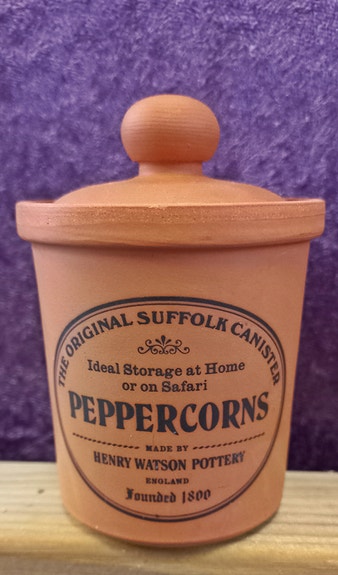 THE ORIGINAL SUFFOLK CANISTER
Ideal Storage at Home
or on Safari
PEPPERCORNS
MADE BY
HENRY WATSON POTTERY
ENGLAND
Founded 1800